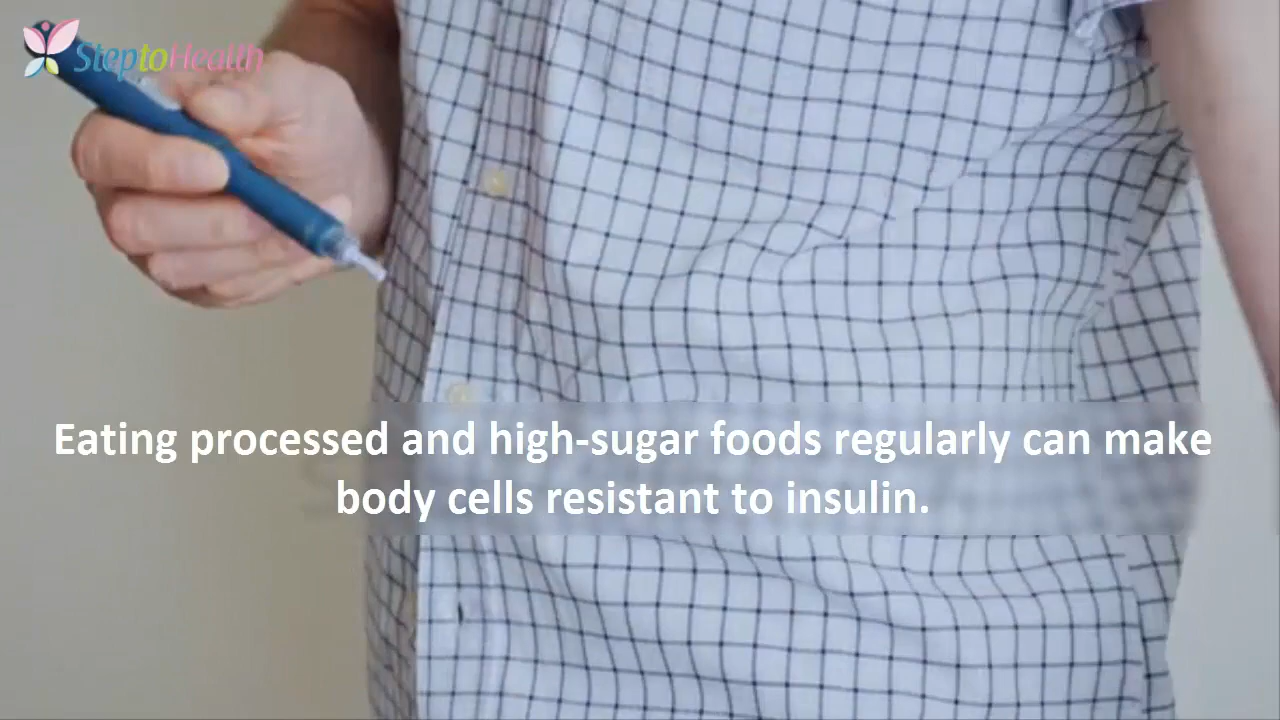 SteptoHealth
Eating processed and high-sugar foods regularly can make
body cells resistant to insulin.